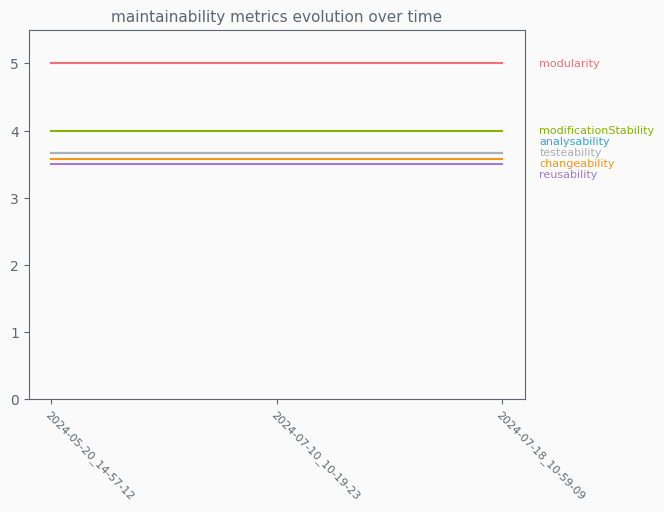 maintainability metrics evolution over time
5
4
3
2
1
0
modularity
modificationStability
analysability
testeability
changeability
reusability
2024-05-20_14-57-12
2024-07-10_10-19-23
2024-07-18_10-59-09